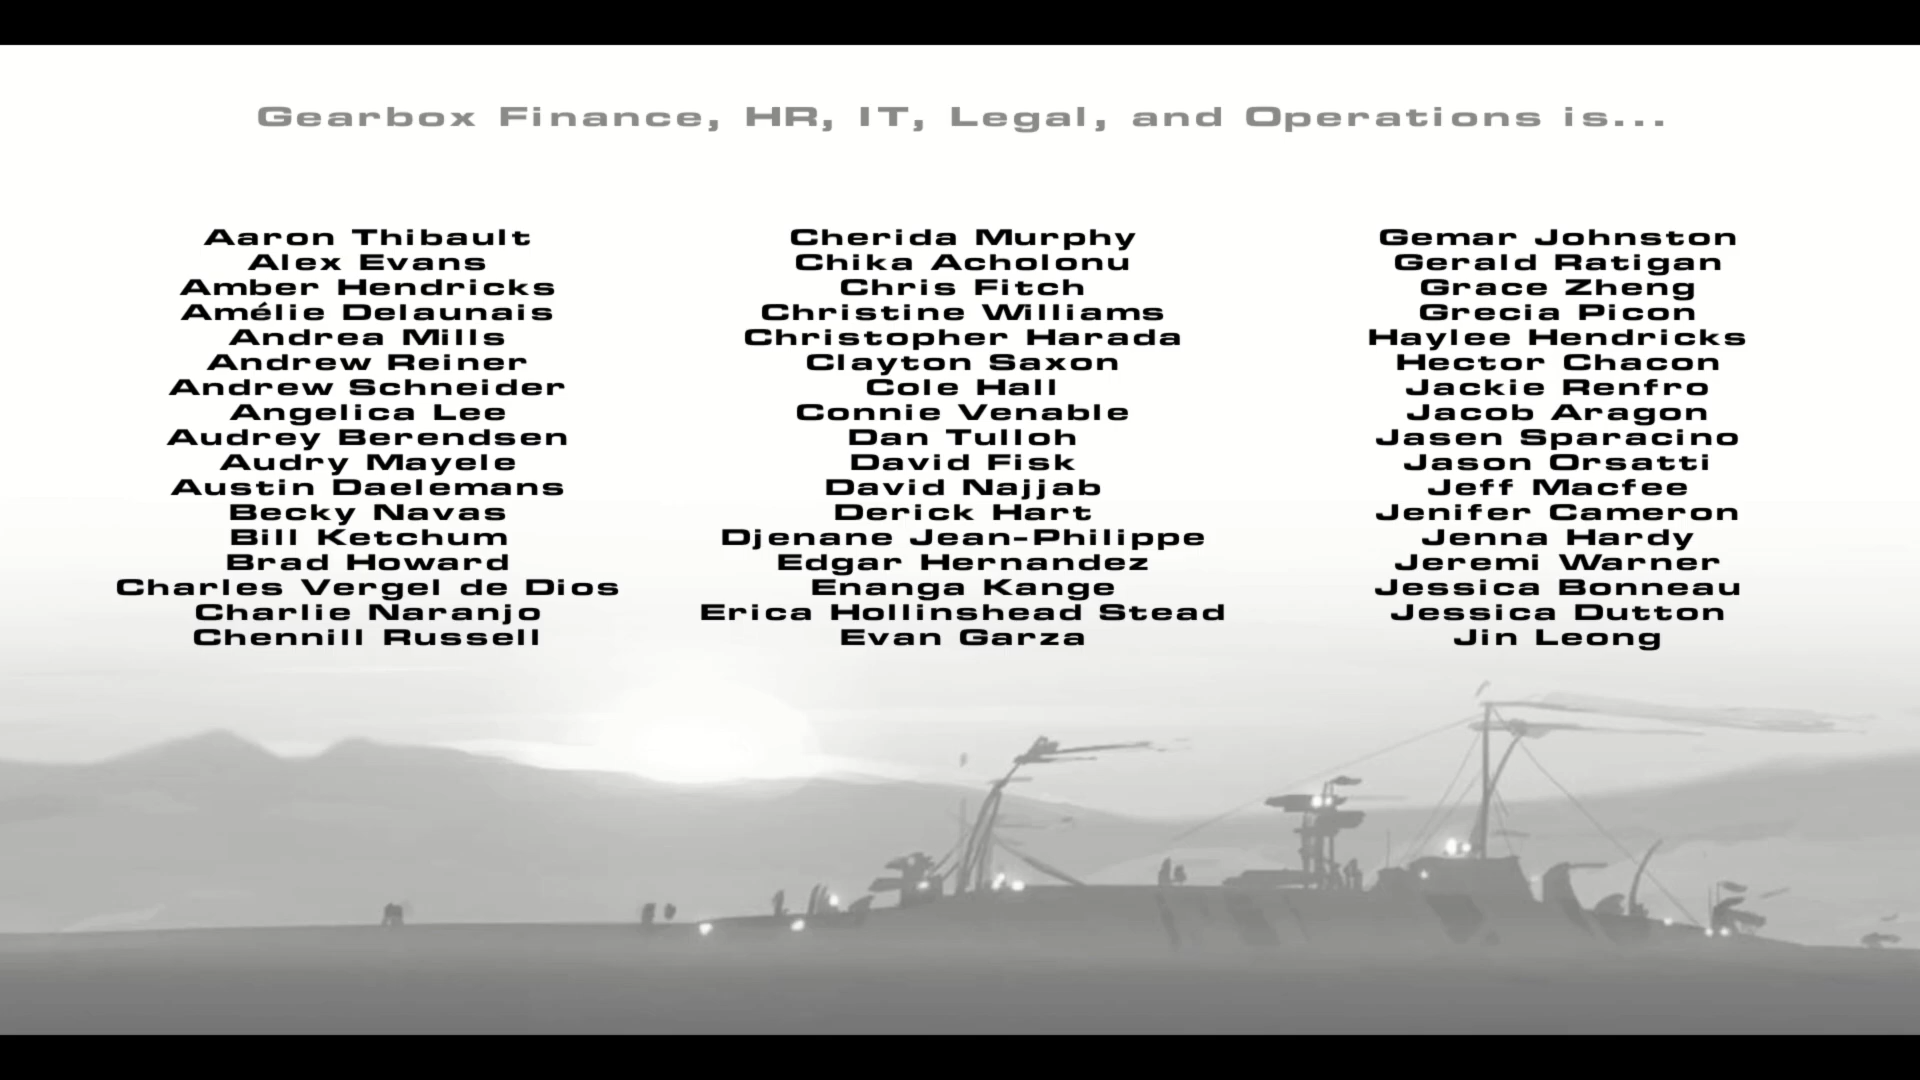 Gearbox Finance, HR, IT, Legal, and Operations is...
Aaron Thibault
Alex Evans
Amber Hendricks
Amélie Delaunais
Andrea Mills
Andrew Reiner
Andrew Schneider
Angelica Lee
Audrey Berendsen
Audry Mayele
Austin Daelemans
Becky Navas
Bill Ketchum
Brad Howard
Charles Vergel de Dios
Charlie Naranjo
Chennill Russell
Cherida Murphy
Chika Acholonu
Chris Fitch
Christine Williams
Christopher Harada
Clayton Saxon
Cole Hall
Connie Venable
Dan Tulloh
David Fisk
David Najjab
Derick Hart
Djenane Jean-Philippe
Edgar Hernandez
Enanga Kange
Erica Hollinshead Stead
Evan Garza
Gemar Johnston
Gerald Ratigan
Grace Zheng
Grecia Picon
Haylee Hendricks
Hector Chacon
Jackie Renfro
Jacob Aragon
Jasen Sparacino
Jason Orsatti
Jeff Macfee
Jenifer Cameron
Jenna Hardy
Jeremi Warner
Jessica Bonneau
Jessica Dutton
Jin Leong